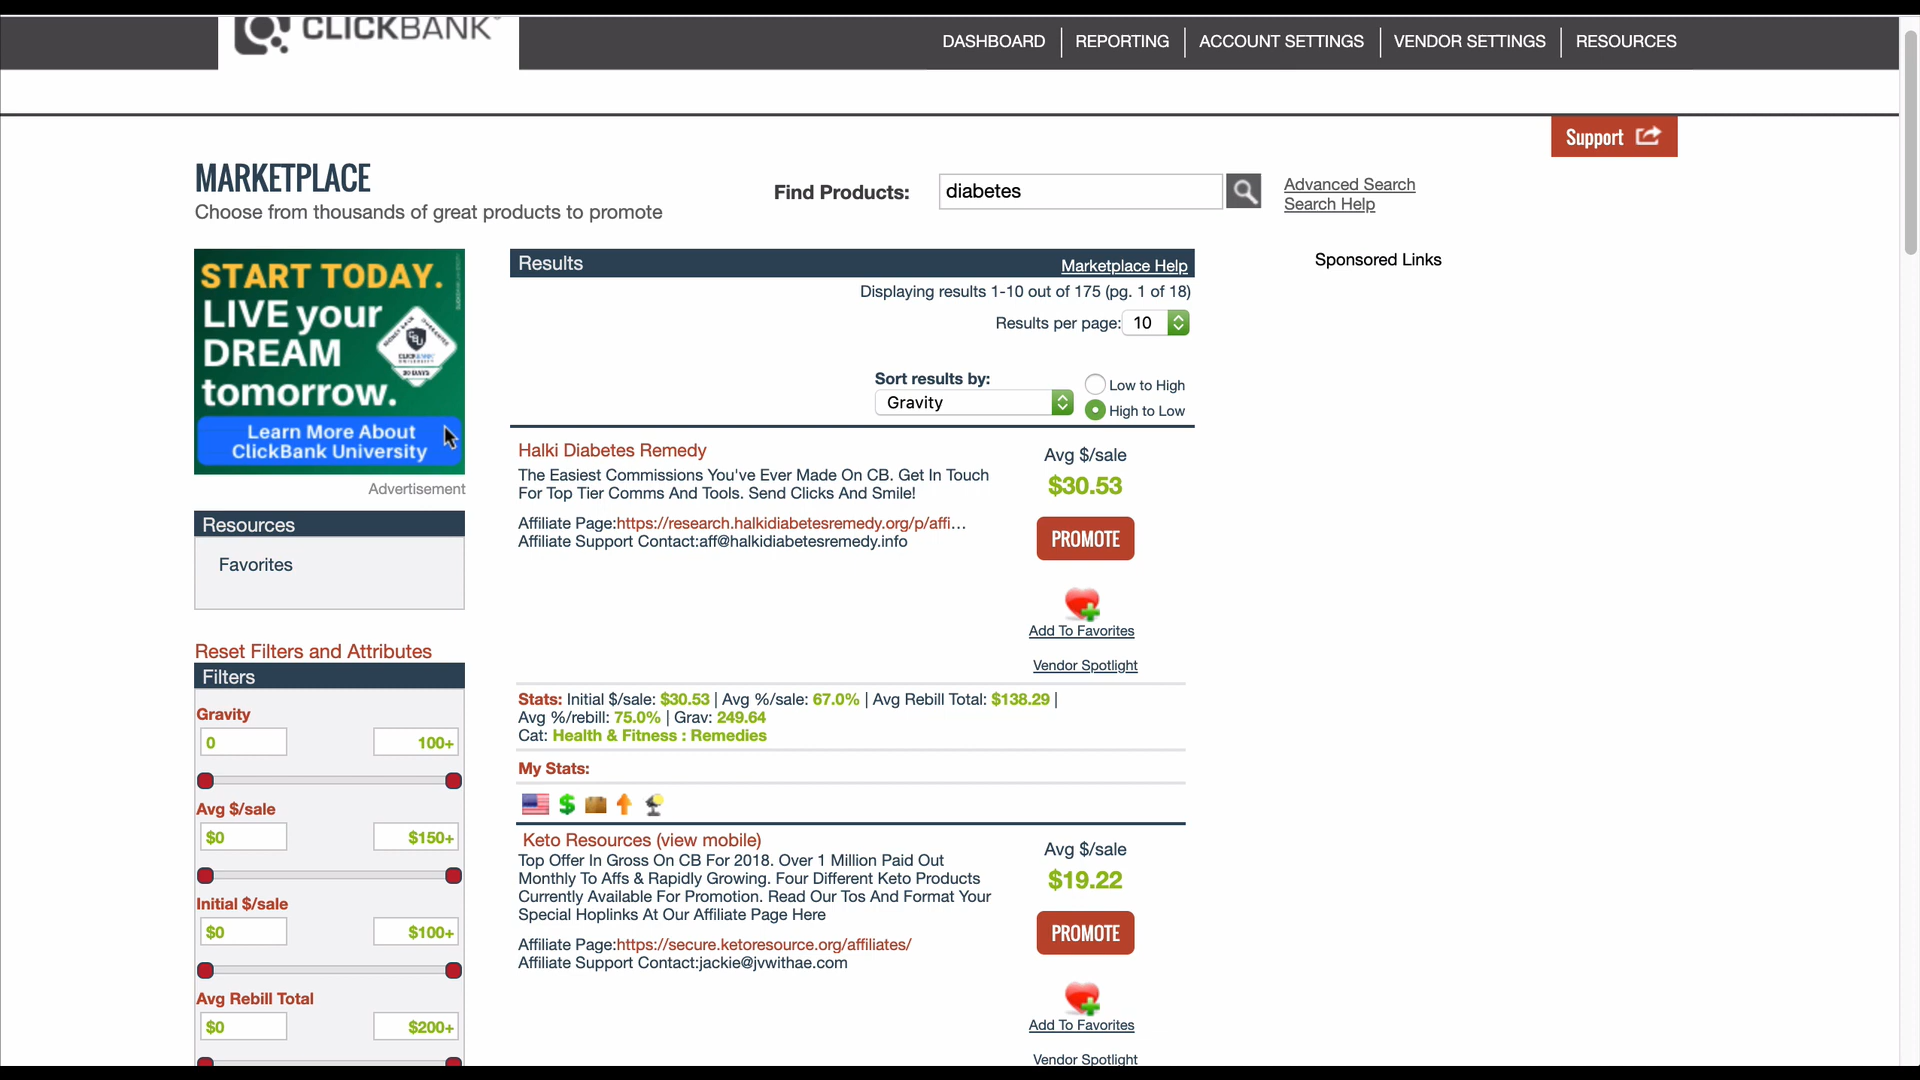 CLICKBANK
DASHBOARD
REPORTING
ACCOUNT SETTINGS
VENDOR SETTINGS
RESOURCES
Support
MARKETPLACE
Choose from thousands of great products to promote
Find Products:
diabetes
Advanced Search
Search Help
START TODAY.
LIVE your
DREAM
tomorrow.
Learn More About
ClickBank University
Advertisement
Resources
Favorites
Reset Filters and Attributes
Filters
Gravity
0
100+
Avg $/sale
$0
$150+
Initial $/sale
$0
$100+
Avg Rebill Total
$0
$200+
Results
Marketplace Help
Displaying results 1-10 out of 175 (pg. 1 of 18)
Results per page: 10
Sort results by:
Gravity
Low to High
High to Low
Halki Diabetes Remedy
The Easiest Commissions You've Ever Made On CB. Get In Touch
For Top Tier Comms And Tools. Send Clicks And Smile!
Affiliate Page:https://research.halkidiabetesremedy.org/p/affi...
Affiliate Support Contact:aff@halkidiabetesremedy.info
Avg $/sale
$30.53
PROMOTE
Add To Favorites
Vendor Spotlight
Stats: Initial $/sale: $30.53 | Avg %/sale: 67.0% | Avg Rebill Total: $138.29 |
Avg %/rebill: 75.0% | Grav: 249.64
Cat: Health & Fitness : Remedies
My Stats:
Keto Resources (view mobile)
Top Offer In Gross On CB For 2018. Over 1 Million Paid Out
Monthly To Affs & Rapidly Growing. Four Different Keto Products
Currently Available For Promotion. Read Our Tos And Format Your
Special Hoplinks At Our Affiliate Page Here
Affiliate Page:https://secure.ketoresource.org/affiliates/
Affiliate Support Contact:jackie@jvwithae.com
Avg $/sale
$19.22
PROMOTE
Add To Favorites
Vendor Spotlight
Sponsored Links